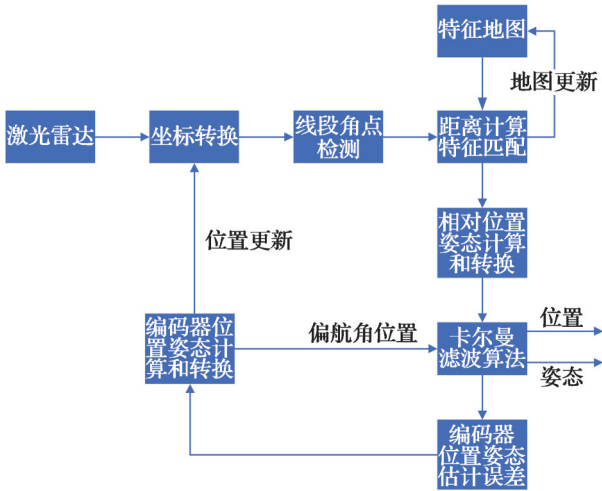 特征地图
地图更新
激光雷达
坐标转换
线段角点
检测
距离计算
特征匹配
位置更新
相对位置
姿态计算
和转换
编码器位
置姿态计
算和转换
偏航角位置
卡尔曼
滤波算法
位置
姿态
编码器
位置姿态
估计误差